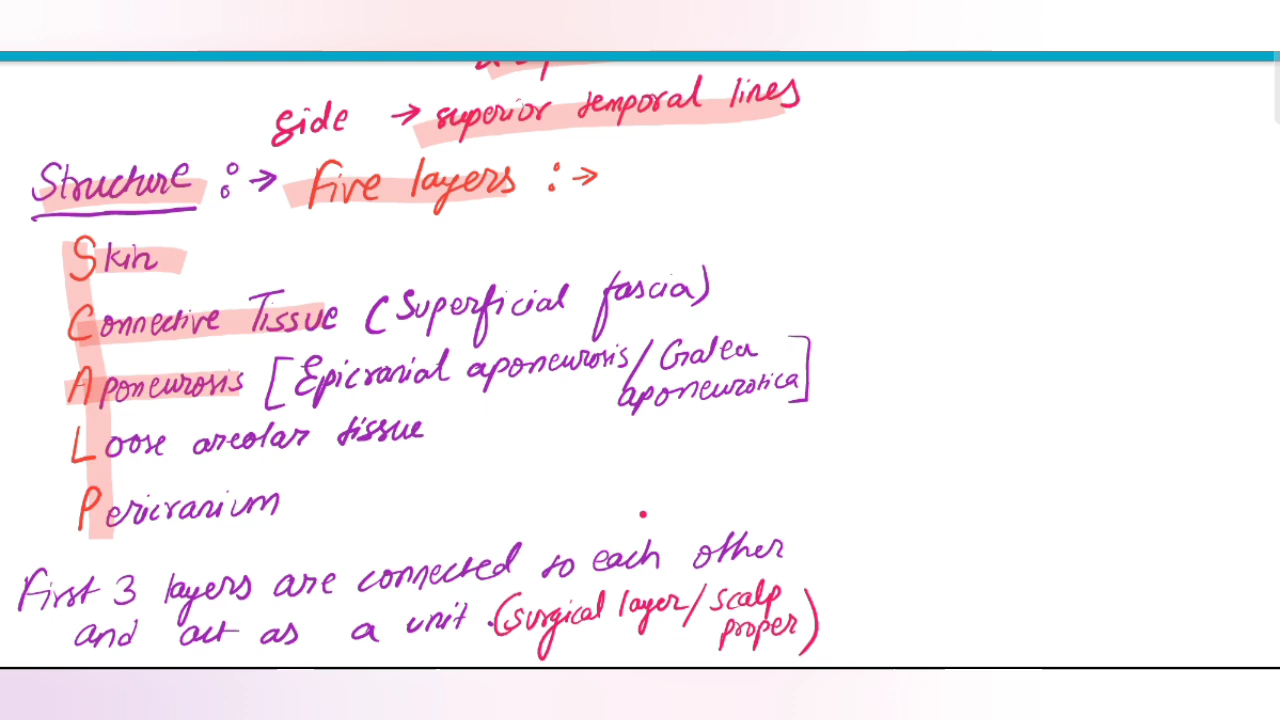 side → superior temporal lines
Structure :→ Five layers :→
Skin
Connective Tissue (Superficial fascia)
Aponeurosis [Epicranial aponeurosis/Galea aponeurotica]
Loose areolar tissue
Pericranium
First 3 layers are connected to each other
and act as a unit. (surgical layer/scalp proper)